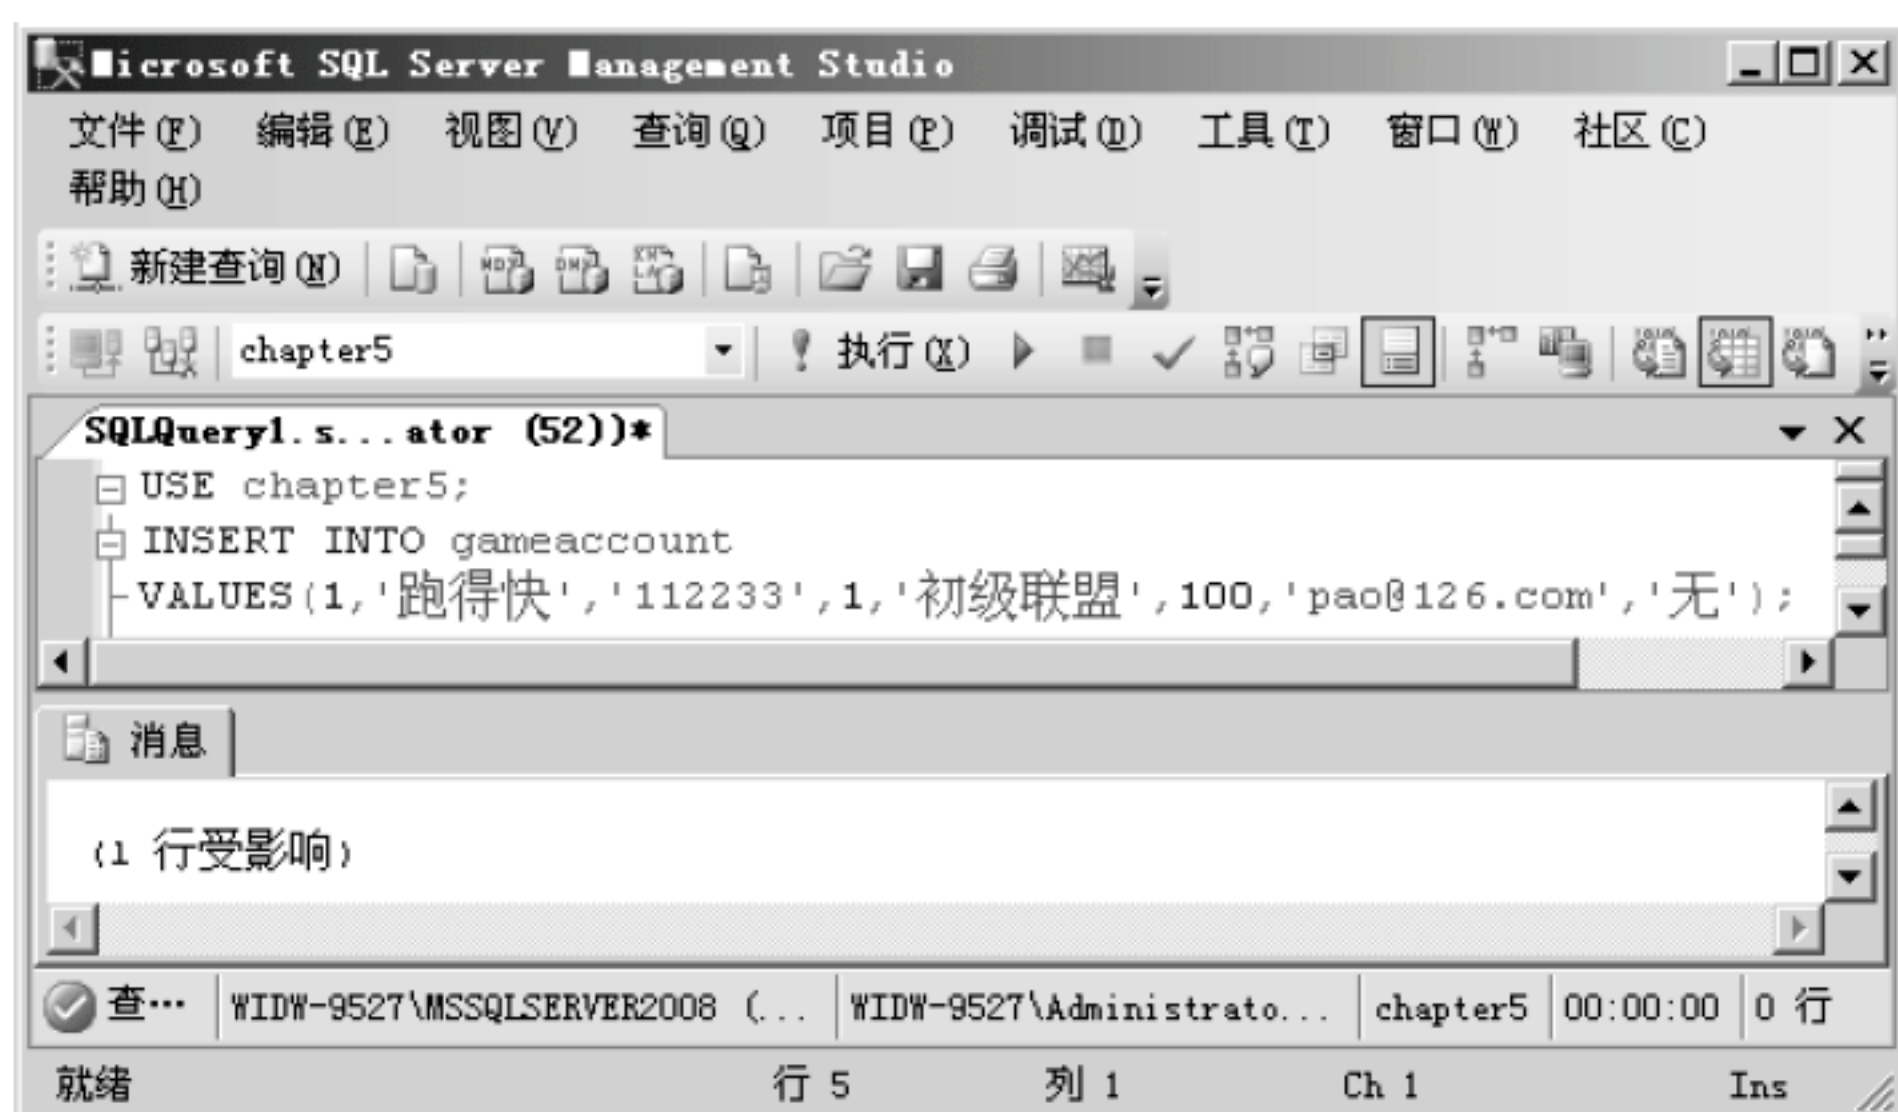 Microsoft SQL Server Management Studio
文件(F) 编辑(E) 视图(V) 查询(Q) 项目(P) 调试(D) 工具(T) 窗口(W) 社区(C)
帮助(H)
新建查询(N)
chapter5 执行(X)
SQLQuery1.s...ator (52))*
USE chapter5;
INSERT INTO gameaccount
VALUES(1,'跑得快','112233',1,'初级联盟',100,'pao@126.com','无');
消息
(1 行受影响)
查… WIDW-9527\MSSQLSERVER2008 (... WIDW-9527\Administrato... chapter5 00:00:00 0 行
就绪 行 5 列 1 Ch 1 Ins